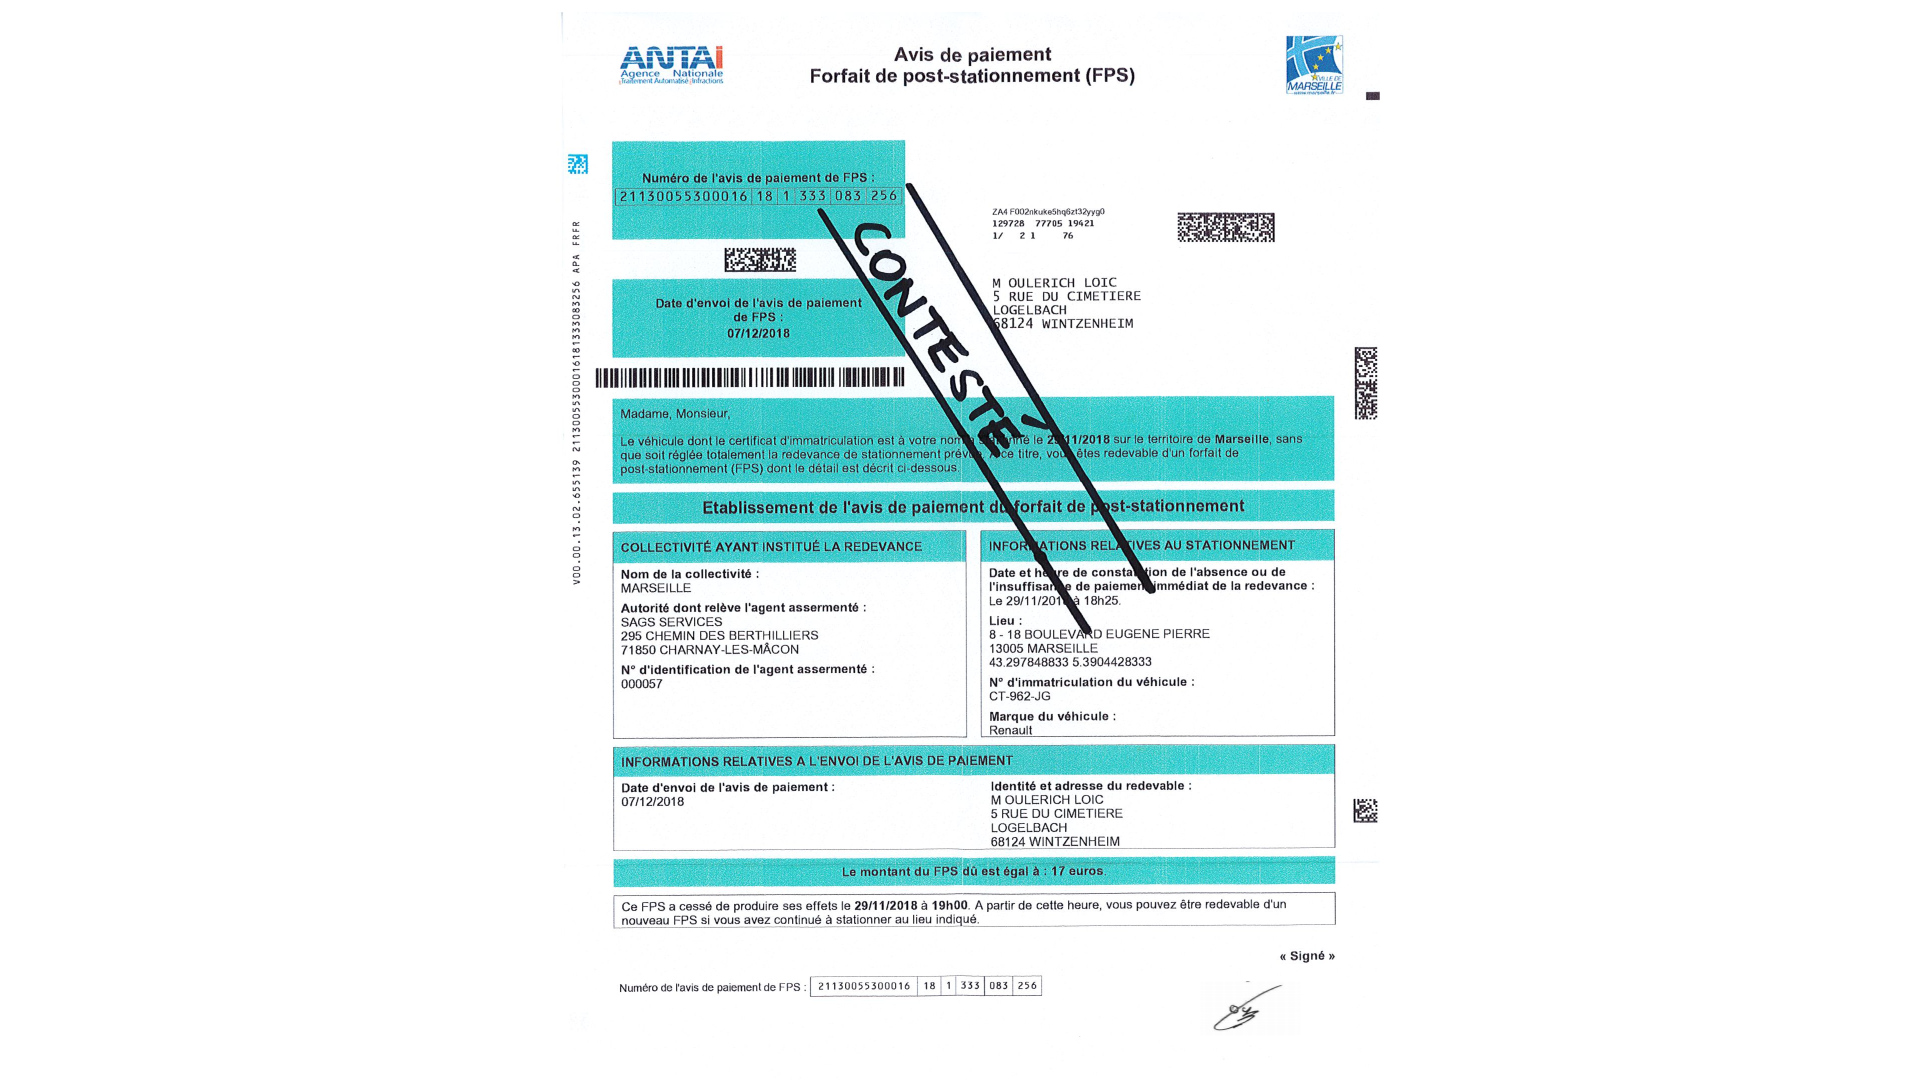 ANTAI
Agence Nationale
Traitement Automatisé Infractions
Avis de paiement
Forfait de post-stationnement (FPS)
VILLE DE
MARSEILLE
Numéro de l'avis de paiement de FPS :
21130055300016 18 1 333 083 256
ZA4 F002nkuke5hq6zt32yyg0
129728 77705 19421
1/ 2 1 76
Date d'envoi de l'avis de paiement
de FPS :
07/12/2018
M OULERICH LOIC
5 RUE DU CIMETIERE
LOGELBACH
68124 WINTZENHEIM
CONTESTÉ
V00.00.13.02.655139 21130055300016181333083256 APA FRFR
Madame, Monsieur,
Le véhicule dont le certificat d'immatriculation est à votre nom a stationné le 29/11/2018 sur le territoire de Marseille, sans
que soit réglée totalement la redevance de stationnement prévue. A ce titre, vous êtes redevable d'un forfait de
post-stationnement (FPS) dont le détail est décrit ci-dessous.
Etablissement de l'avis de paiement du forfait de post-stationnement
COLLECTIVITÉ AYANT INSTITUÉ LA REDEVANCE
Nom de la collectivité :
MARSEILLE
Autorité dont relève l'agent assermenté :
SAGS SERVICES
295 CHEMIN DES BERTHILLIERS
71850 CHARNAY-LES-MÂCON
N° d'identification de l'agent assermenté :
000057
INFORMATIONS RELATIVES AU STATIONNEMENT
Date et heure de constatation de l'absence ou de
l'insuffisance de paiement immédiat de la redevance :
Le 29/11/2018 à 18h25.
Lieu :
8 - 18 BOULEVARD EUGENE PIERRE
13005 MARSEILLE
43.297848833 5.3904428333
N° d'immatriculation du véhicule :
CT-962-JG
Marque du véhicule :
Renault
INFORMATIONS RELATIVES A L'ENVOI DE L'AVIS DE PAIEMENT
Date d'envoi de l'avis de paiement :
07/12/2018
Identité et adresse du redevable :
M OULERICH LOIC
5 RUE DU CIMETIERE
LOGELBACH
68124 WINTZENHEIM
Le montant du FPS dû est égal à : 17 euros.
Ce FPS a cessé de produire ses effets le 29/11/2018 à 19h00. A partir de cette heure, vous pouvez être redevable d'un
nouveau FPS si vous avez continué à stationner au lieu indiqué.
« Signé »
Numéro de l'avis de paiement de FPS : 21130055300016 18 1 333 083 256